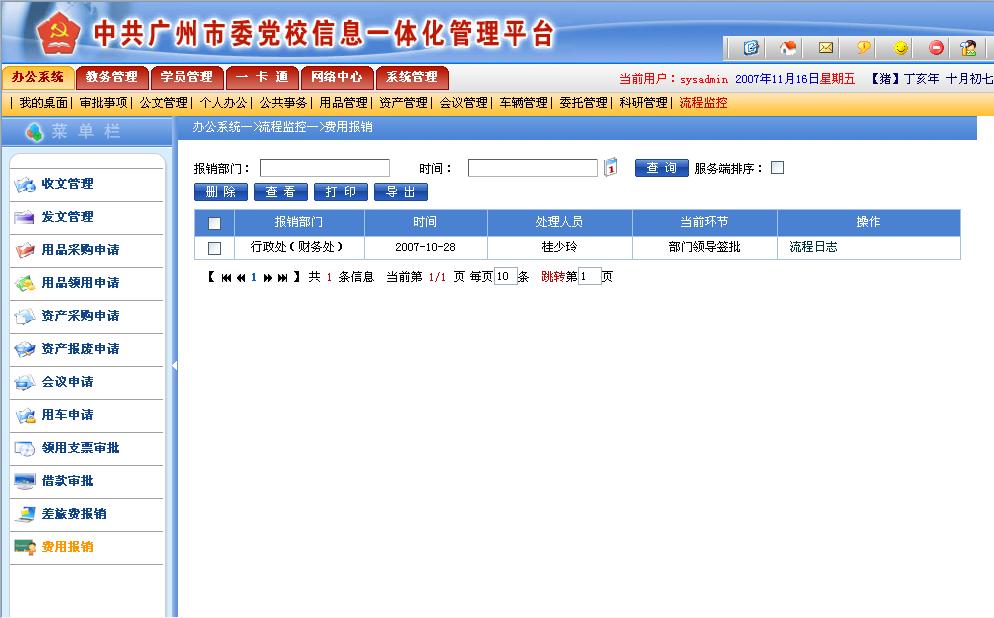 中共广州市委党校信息一体化管理平台
办公系统 教务管理 学员管理 一 卡 通 网络中心 系统管理
当前用户：sysadmin 2007年11月16日星期五 【猪】丁亥年 十月初七
| 我的桌面| 审批事项| 公文管理| 个人办公| 公共事务| 用品管理| 资产管理| 会议管理| 车辆管理| 委托管理| 科研管理| 流程监控
菜 单 栏
办公系统—>流程监控—>费用报销
收文管理
发文管理
用品采购申请
用品领用申请
资产采购申请
资产报废申请
会议申请
用车申请
领用支票审批
借款审批
差旅费报销
费用报销
报销部门： 时间： 1 查 询 服务端排序：
删 除 查 看 打 印 导 出
报销部门 时间 处理人员 当前环节 操作
行政处（财务处） 2007-10-28 桂少玲 部门领导签批 流程日志
【 1 】共 1 条信息 当前第 1/1 页 每页10条 跳转第1页